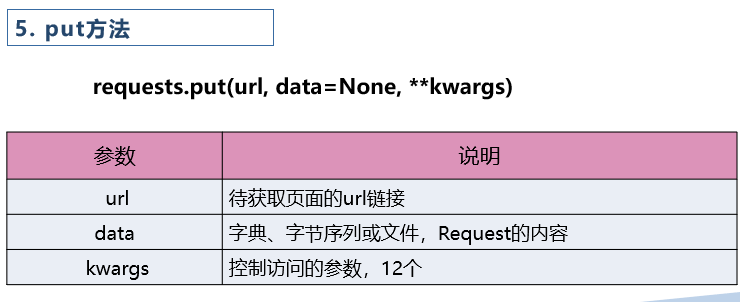 5. put方法
requests.put(url, data=None, **kwargs)
参数 说明
url 待获取页面的url链接
data 字典、字节序列或文件，Request的内容
kwargs 控制访问的参数，12个